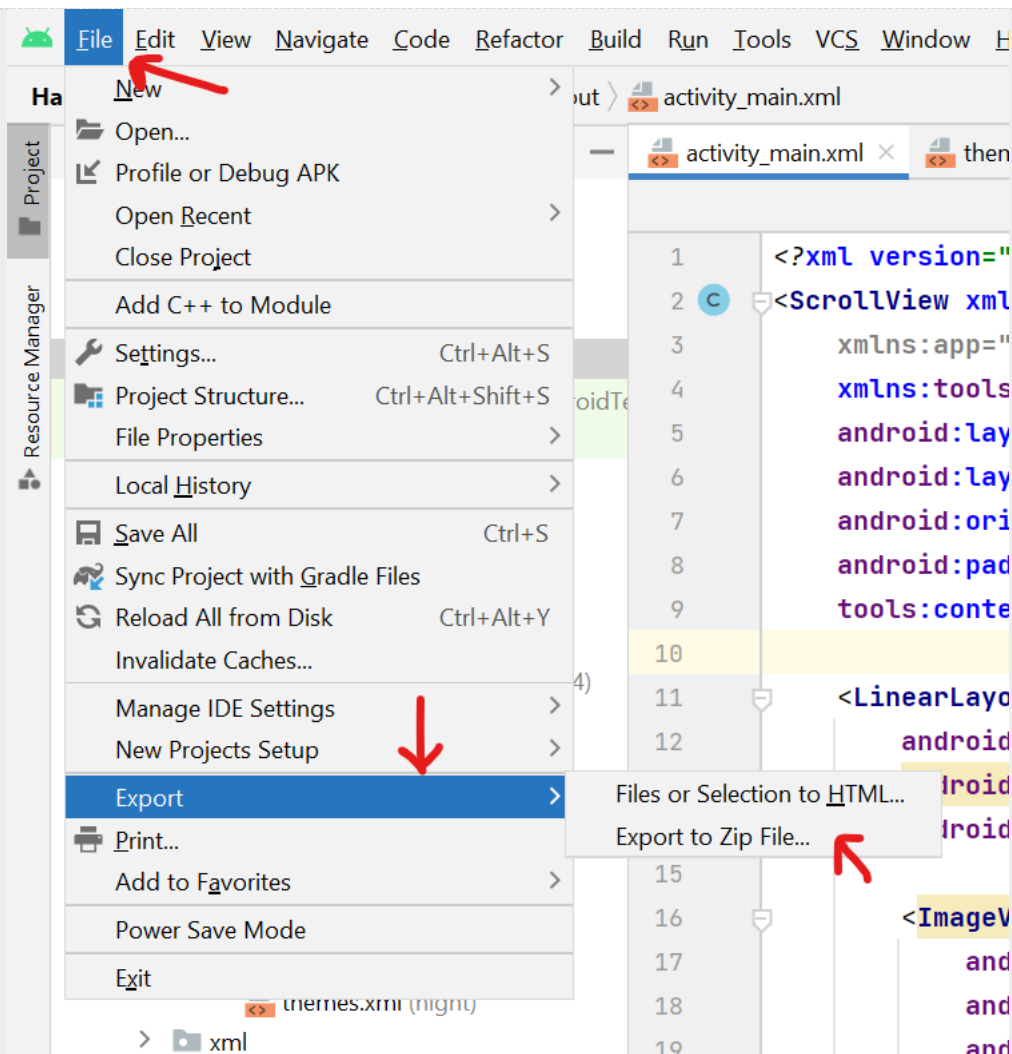 File Edit View Navigate Code Refactor Build Run Tools VCS Window H
Ha
out
activity_main.xml
New
Open...
Profile or Debug APK
Open Recent
Close Project
Add C++ to Module
Settings... Ctrl+Alt+S
Project Structure... Ctrl+Alt+Shift+S
File Properties
Local History
Save All Ctrl+S
Sync Project with Gradle Files
Reload All from Disk Ctrl+Alt+Y
Invalidate Caches...
Manage IDE Settings
New Projects Setup
Export
Print...
Add to Favorites
Power Save Mode
Exit
Files or Selection to HTML...
Export to Zip File...
Project
Resource Manager
4)
themes.xml (night)
xml
activity_main.xml
1 <?xml version="
2 C <ScrollView xml
3 xmlns:app="
4 xmlns:tools
5 android:lay
6 android:lay
7 android:ori
8 android:pad
9 tools:conte
10
11 <LinearLayo
12 android
droid
droid
15
16 <ImageV
17 and
18 and
19 and